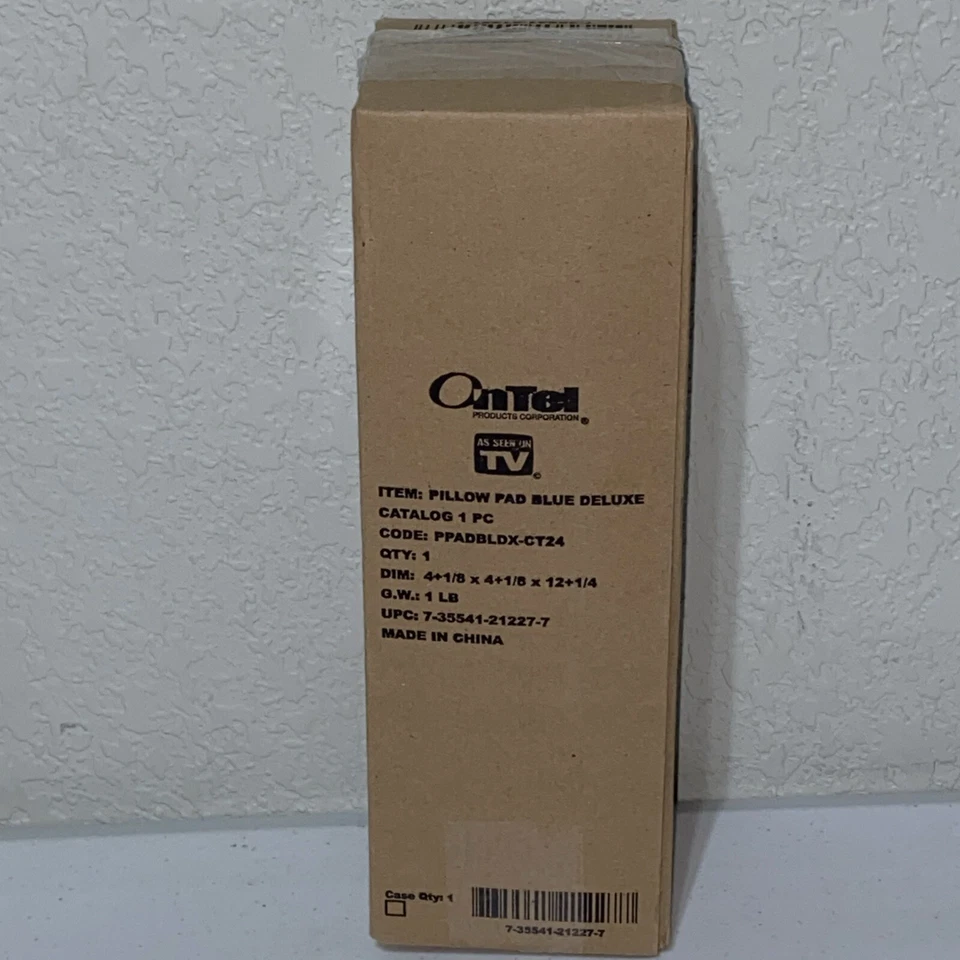 OnTel
PRODUCTS CORPORATION®
AS SEEN ON
TV©
ITEM: PILLOW PAD BLUE DELUXE
CATALOG 1 PC
CODE: PPADBLDX-CT24
QTY: 1
DIM: 4+1/8 x 4+1/8 x 12+1/4
G.W.: 1 LB
UPC: 7-35541-21227-7
MADE IN CHINA
Case Qty: 1
7-35541-21227-7